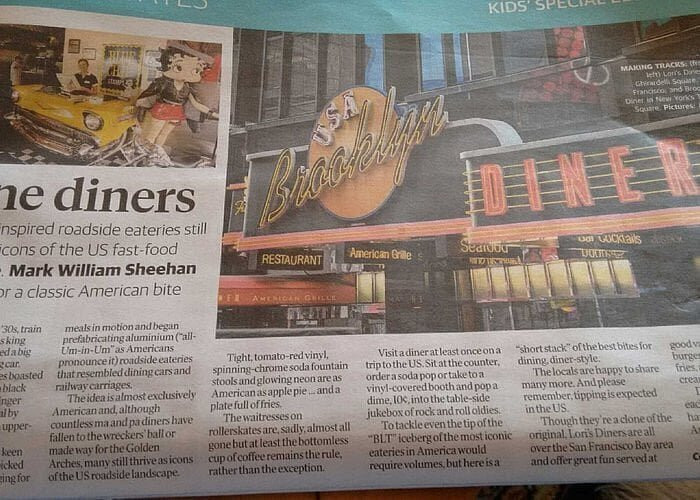 KIDS' SPECIAL
MAKING TRACKS:
left) Lori's
Ghirardelli Square
Francisco; and
Diner in New York's
Square. Pictures:
USA
Brooklyn
DINER
RESTAURANT
American Grille
Seafood
AMERICAN GRILLE
ne diners
inspired roadside eateries still
icons of the US fast-food
Mark William Sheehan
or a classic American bite
'30s, train
s king
ed a big
car.
es boasted
black
nger
al by
upper-
keen
picked
ging for
meals in motion and began
prefabricating aluminium ("all-
Um-in-Um" as Americans
pronounce it) roadside eateries
that resembled dining cars and
railway carriages.
The idea is almost exclusively
American and, although
countless ma and pa diners have
fallen to the wreckers' ball or
made way for the Golden
Arches, many still thrive as icons
of the US roadside landscape.
Tight, tomato-red vinyl,
spinning-chrome soda fountain
stools and glowing neon are as
American as apple pie ... and a
plate full of fries.
The waitresses on
rollerskates are, sadly, almost all
gone but at least the bottomless
cup of coffee remains the rule,
rather than the exception.
Visit a diner at least once on a
trip to the US. Sit at the counter,
order a soda pop or take to a
vinyl-covered booth and pop a
dime, 10¢, into the table-side
jukebox of rock and roll oldies.
To tackle even the tip of the
"BLT" iceberg of the most iconic
eateries in America would
require volumes, but here is a
"short stack" of the best bites for
dining, diner-style.
The locals are happy to share
many more. And please
remember, tipping is expected
in the US.
Though they're a clone of the
original, Lori's Diners are all
over the San Francisco Bay area
and offer great fun served at
good
burge
fries,